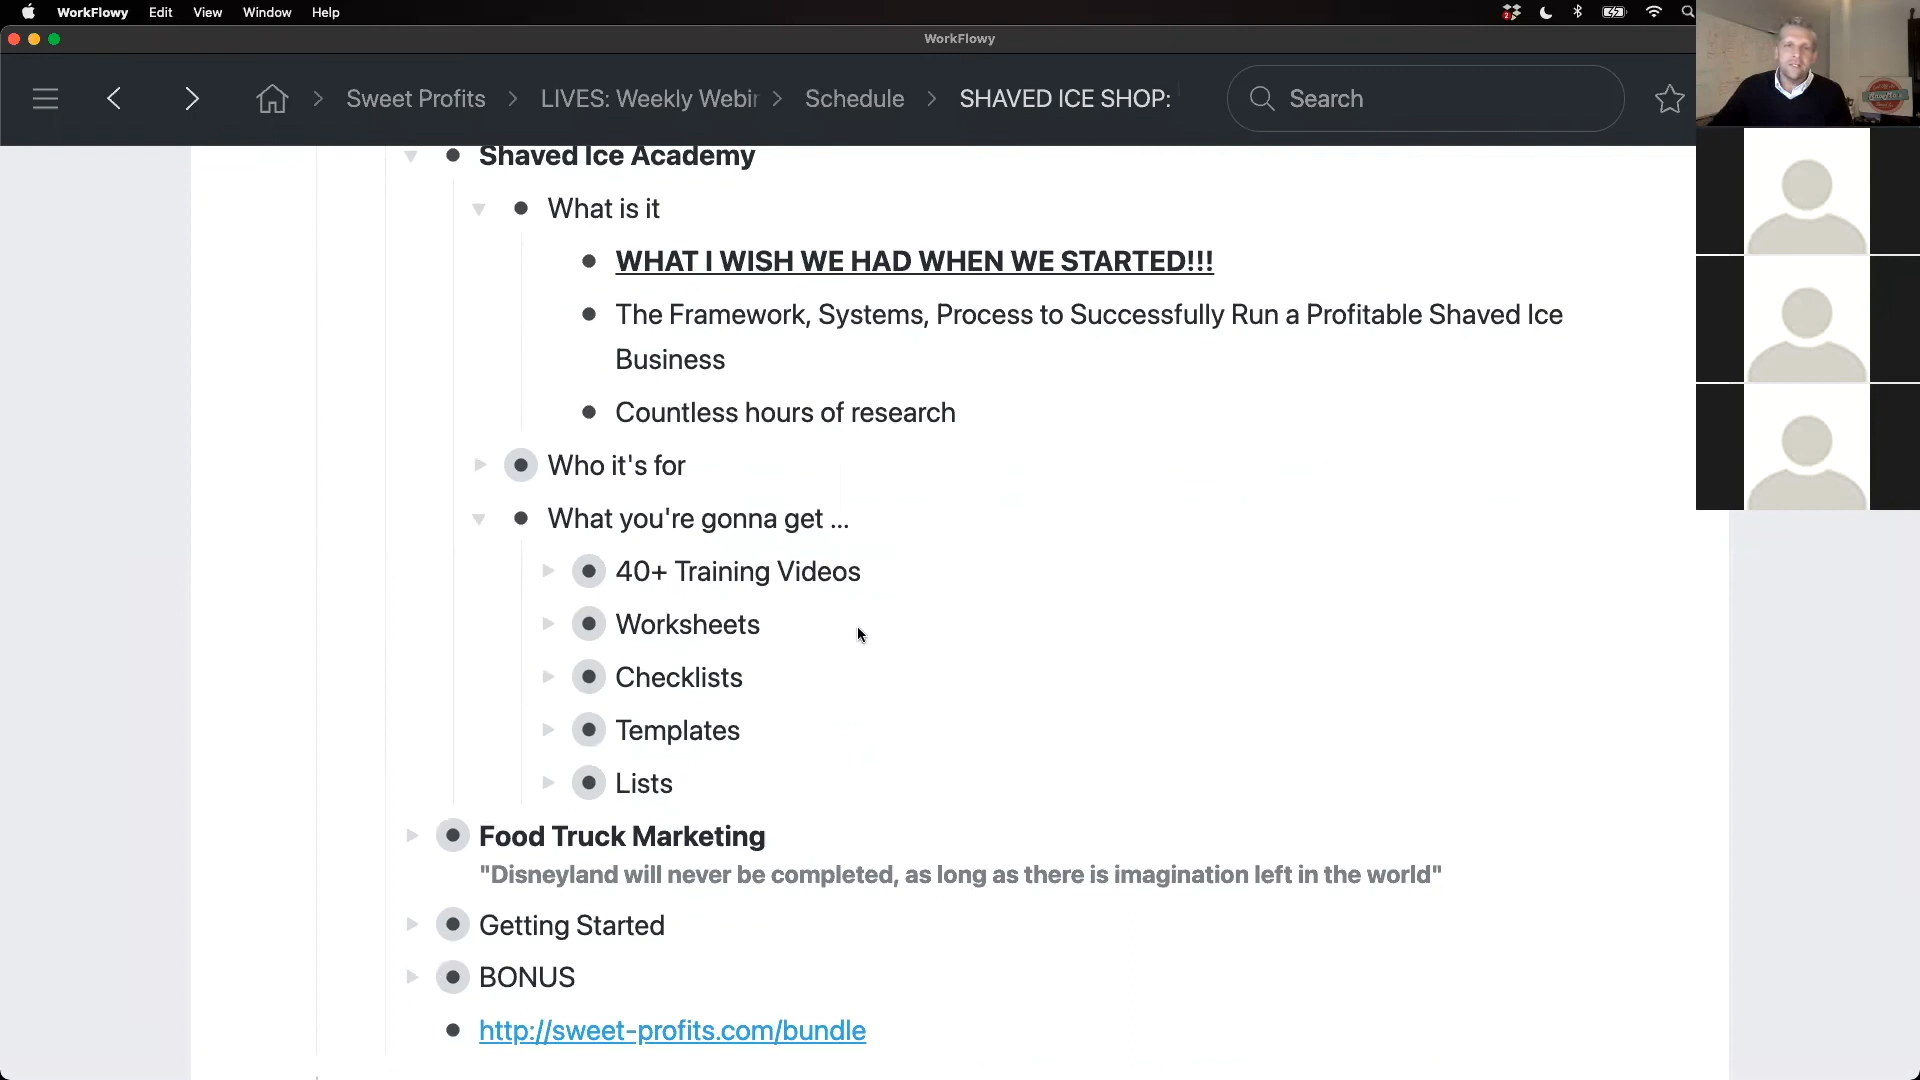 WorkFlowy Edit View Window Help
WorkFlowy
Sweet Profits > LIVES: Weekly Webir > Schedule > SHAVED ICE SHOP:
Search
Shaved Ice Academy
What is it
WHAT I WISH WE HAD WHEN WE STARTED!!!
The Framework, Systems, Process to Successfully Run a Profitable Shaved Ice
Business
Countless hours of research
Who it's for
What you're gonna get ...
40+ Training Videos
Worksheets
Checklists
Templates
Lists
Food Truck Marketing
"Disneyland will never be completed, as long as there is imagination left in the world"
Getting Started
BONUS
http://sweet-profits.com/bundle